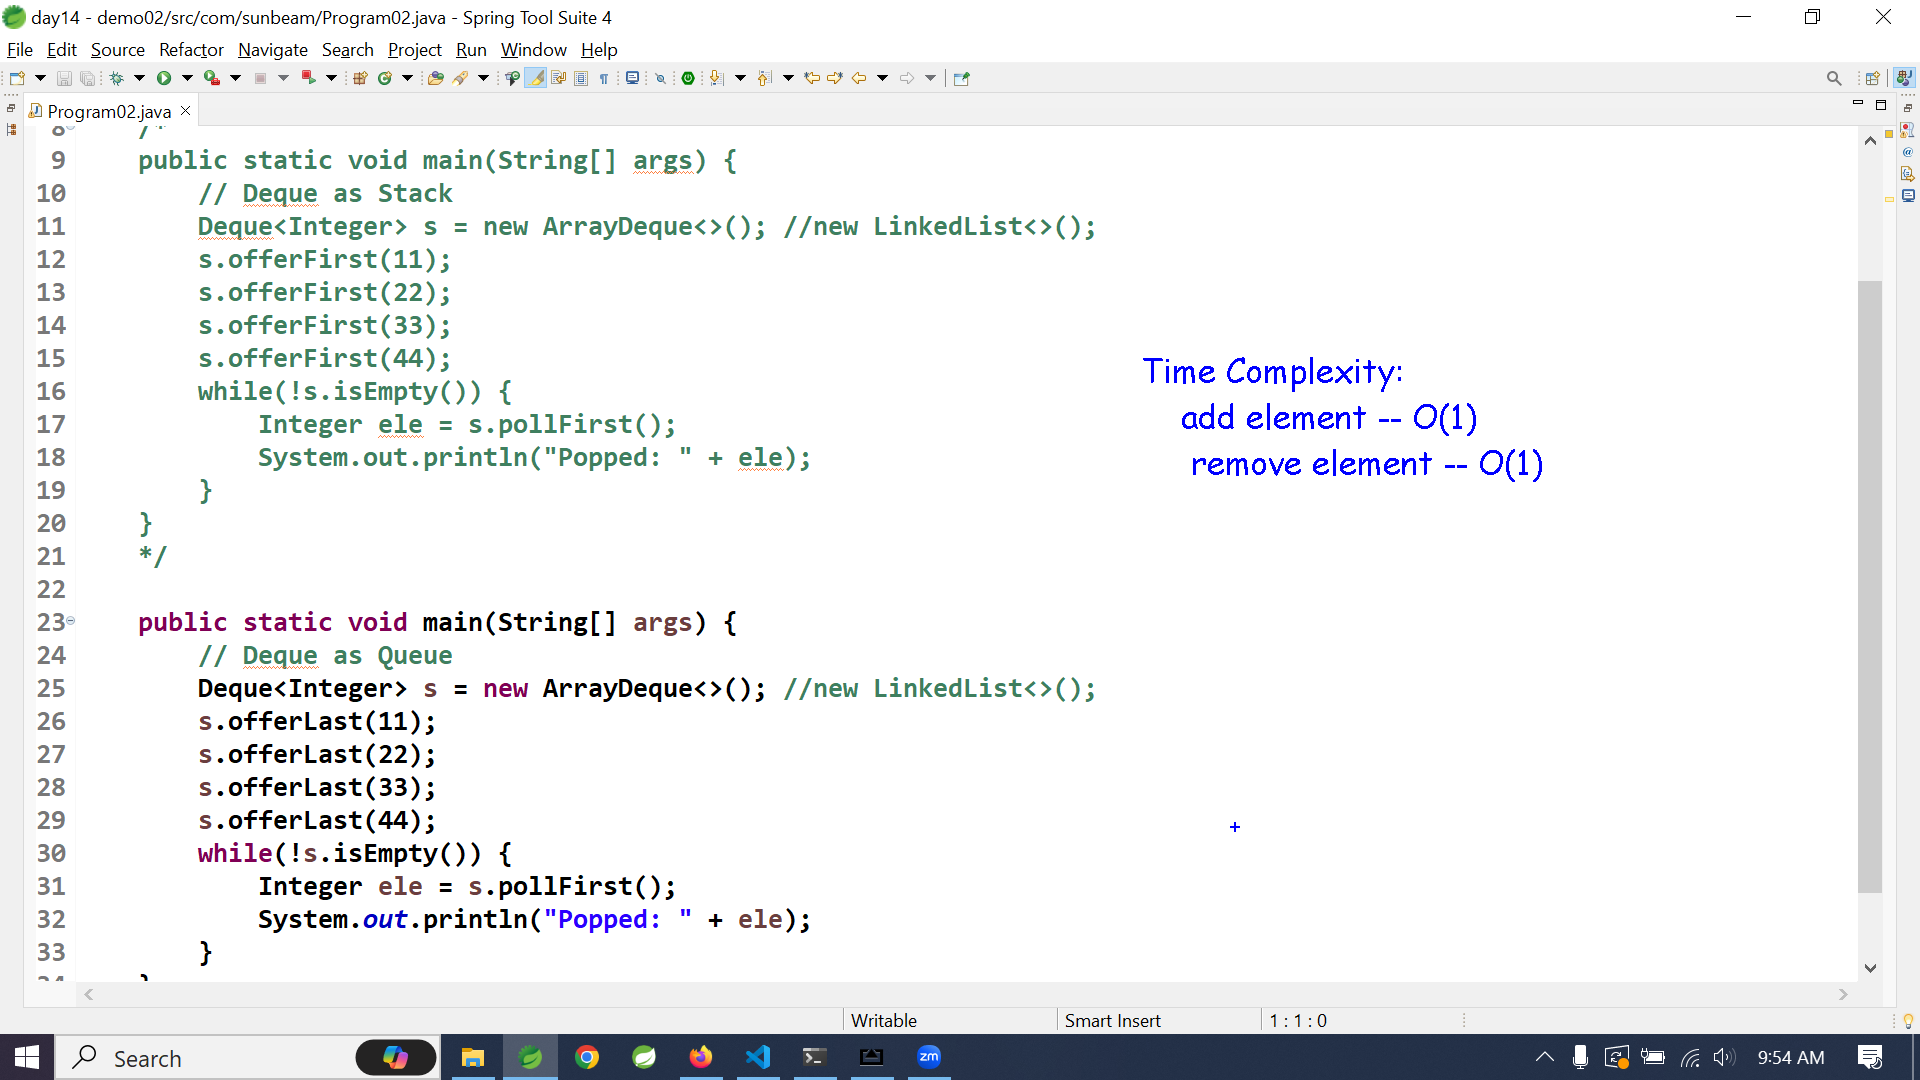 day14 - demo02/src/com/sunbeam/Program02.java - Spring Tool Suite 4
File Edit Source Refactor Navigate Search Project Run Window Help
Program02.java
8 /*
9 public static void main(String[] args) {
10 // Deque as Stack
11 Deque<Integer> s = new ArrayDeque<>(); //new LinkedList<>();
12 s.offerFirst(11);
13 s.offerFirst(22);
14 s.offerFirst(33);
15 s.offerFirst(44);
16 while(!s.isEmpty()) {
17 Integer ele = s.pollFirst();
18 System.out.println("Popped: " + ele);
19 }
20 }
21 */
22
23 public static void main(String[] args) {
24 // Deque as Queue
25 Deque<Integer> s = new ArrayDeque<>(); //new LinkedList<>();
26 s.offerLast(11);
27 s.offerLast(22);
28 s.offerLast(33);
29 s.offerLast(44);
30 while(!s.isEmpty()) {
31 Integer ele = s.pollFirst();
32 System.out.println("Popped: " + ele);
33 }
34 }
Time Complexity:
add element -- O(1)
remove element -- O(1)
Writable Smart Insert 1 : 1 : 0
Search zm 9:54 AM